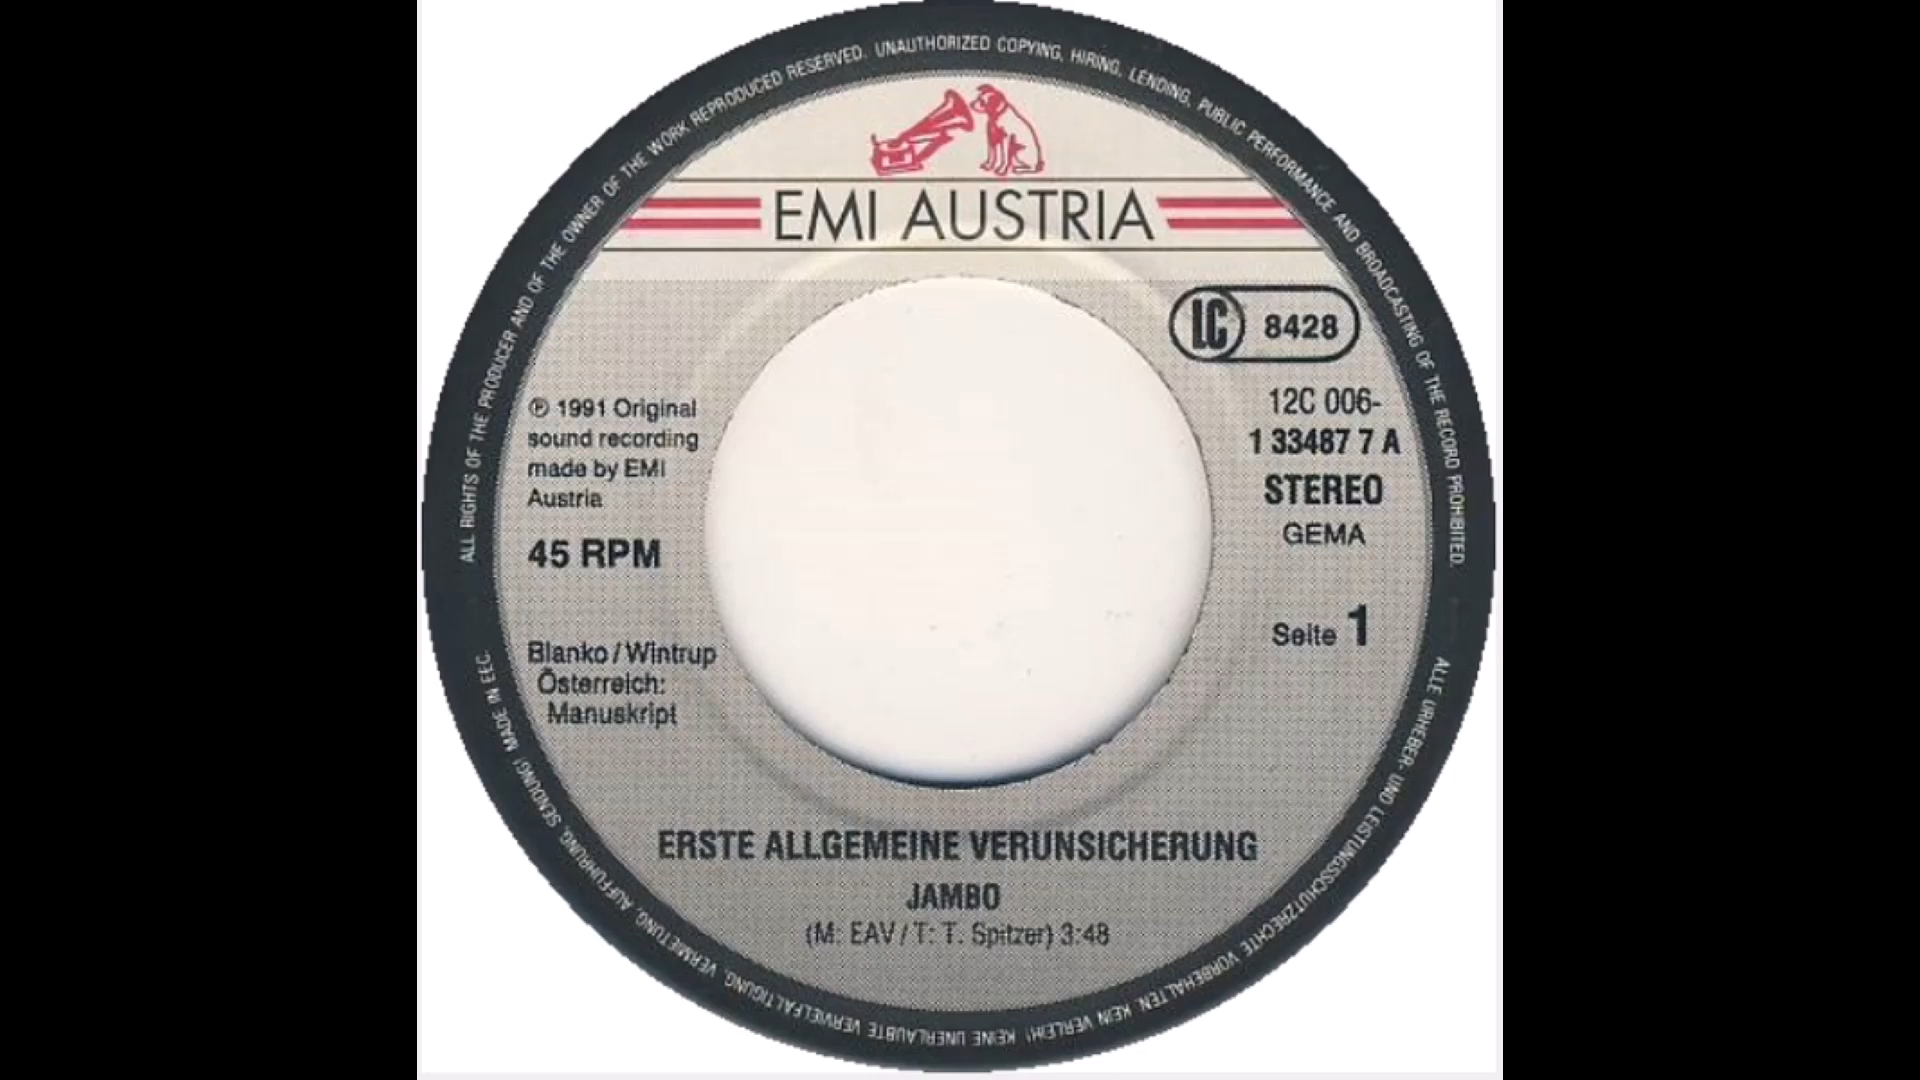 ALL RIGHTS OF THE PRODUCER AND OF THE OWNER OF THE WORK REPRODUCED RESERVED. UNAUTHORIZED COPYING, HIRING, LENDING, PUBLIC PERFORMANCE AND BROADCASTING OF THE RECORD PROHIBITED.
EMI AUSTRIA
LC 8428
℗ 1991 Original
sound recording
made by EMI
Austria
45 RPM
Blanko / Wintrup
Österreich:
Manuskript
12C 006-
1 33487 7 A
STEREO
GEMA
Seite 1
ERSTE ALLGEMEINE VERUNSICHERUNG
JAMBO
(M: EAV / T: T. Spitzer) 3:48
ALLE URHEBER- UND LEISTUNGSSCHUTZRECHTE VORBEHALTEN. KEIN VERLEIH! KEINE UNERLAUBTE VERVIELFÄLTIGUNG, VERMIETUNG, AUFFÜHRUNG, SENDUNG! MADE IN EEC.